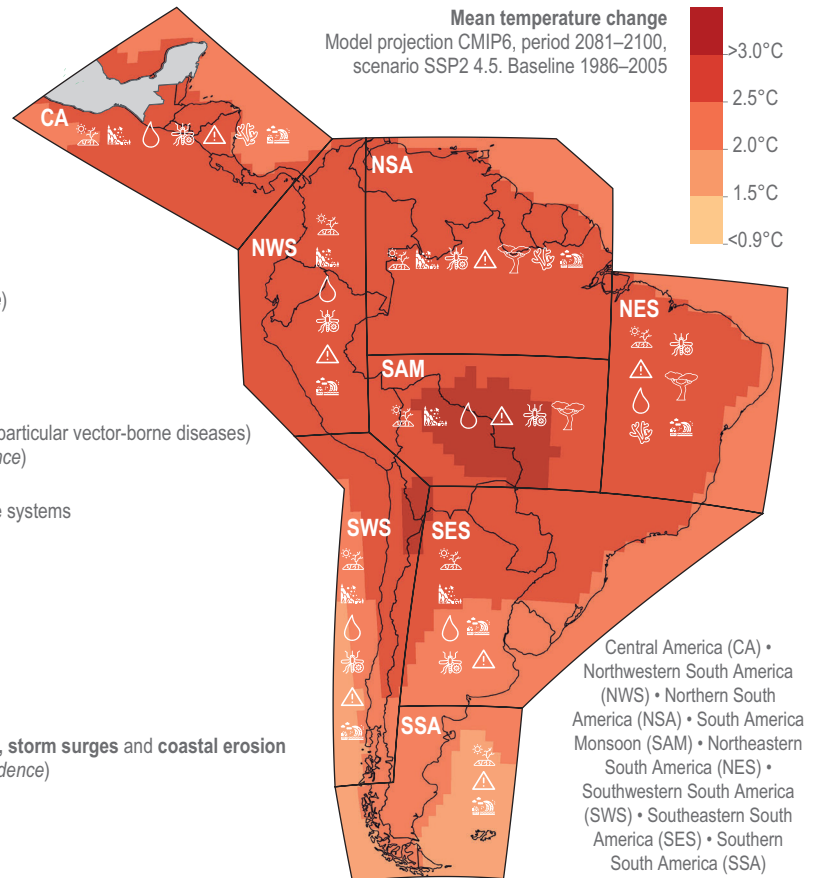 Mean temperature change
Model projection CMIP6, period 2081–2100,
scenario SSP2 4.5. Baseline 1986–2005
>3.0°C
2.5°C
2.0°C
1.5°C
<0.9°C
CA
NSA
NWS
NES
SAM
SWS
SES
SSA
particular vector-borne diseases)
systems
, storm surges and coastal erosion
Central America (CA) •
Northwestern South America
(NWS) • Northern South
America (NSA) • South America
Monsoon (SAM) • Northeastern
South America (NES) •
Southwestern South America
(SWS) • Southeastern South
America (SES) • Southern
South America (SSA)